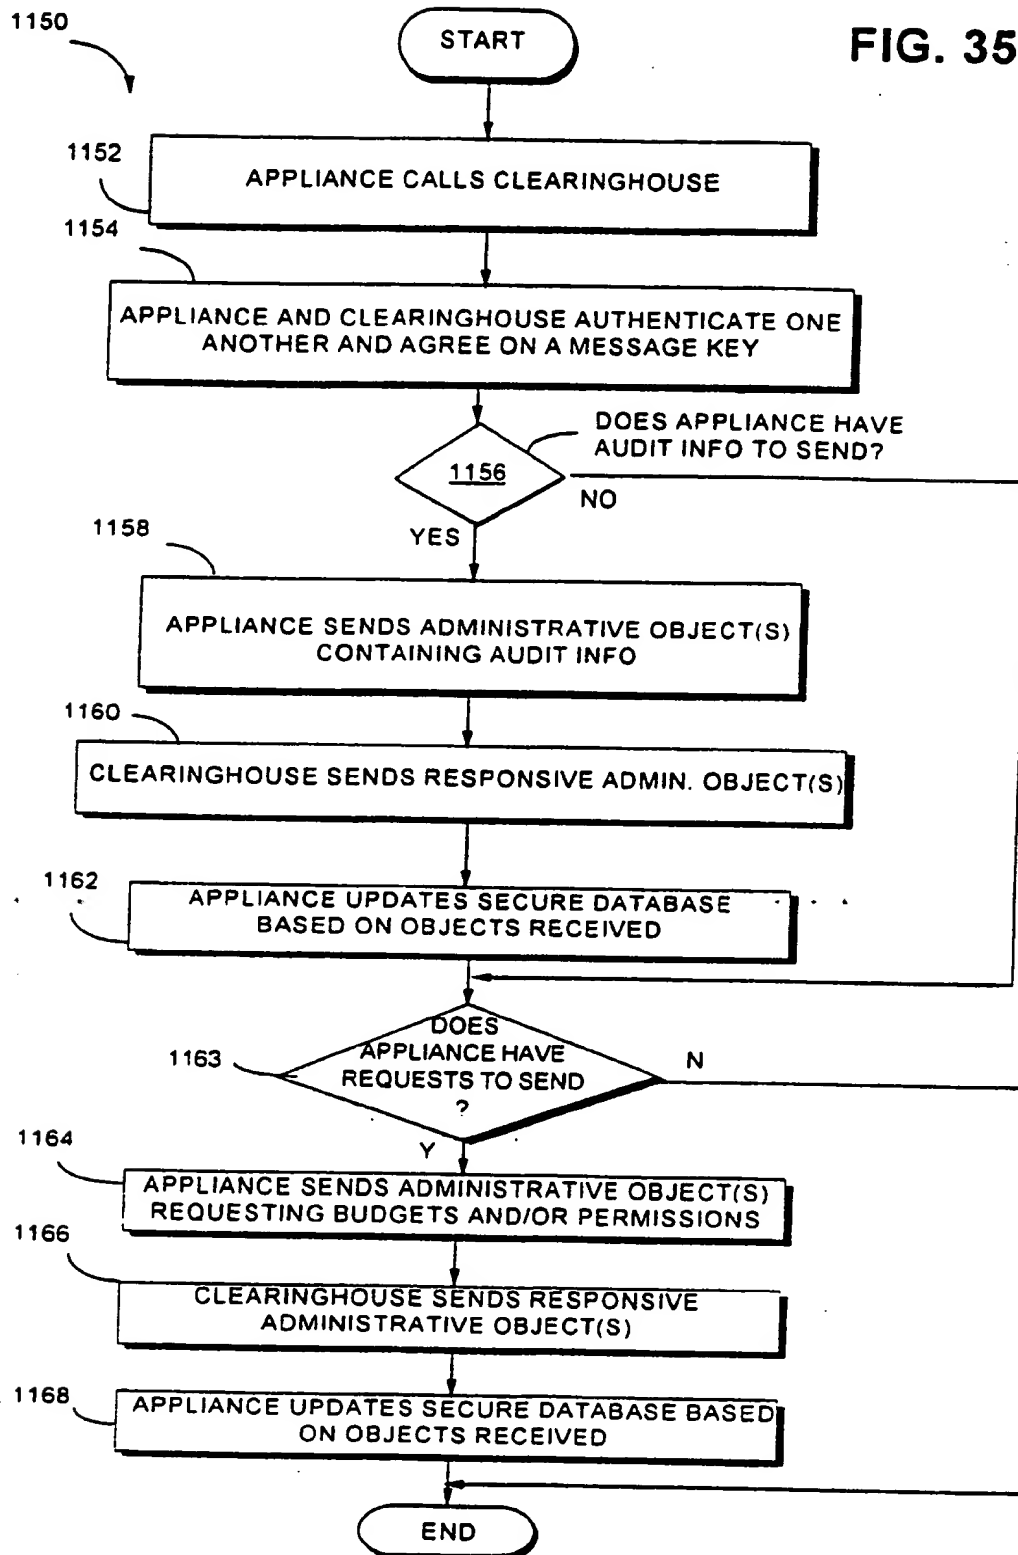 1150
START
FIG. 35
1152
APPLIANCE CALLS CLEARINGHOUSE
1154
APPLIANCE AND CLEARINGHOUSE AUTHENTICATE ONE
ANOTHER AND AGREE ON A MESSAGE KEY
DOES APPLIANCE HAVE
AUDIT INFO TO SEND?
1156
NO
YES
1158
APPLIANCE SENDS ADMINISTRATIVE OBJECT(S)
CONTAINING AUDIT INFO
1160
CLEARINGHOUSE SENDS RESPONSIVE ADMIN. OBJECT(S)
1162
APPLIANCE UPDATES SECURE DATABASE
BASED ON OBJECTS RECEIVED
DOES
APPLIANCE HAVE
REQUESTS TO SEND
?
1163
N
Y
1164
APPLIANCE SENDS ADMINISTRATIVE OBJECT(S)
REQUESTING BUDGETS AND/OR PERMISSIONS
1166
CLEARINGHOUSE SENDS RESPONSIVE
ADMINISTRATIVE OBJECT(S)
1168
APPLIANCE UPDATES SECURE DATABASE BASED
ON OBJECTS RECEIVED
END